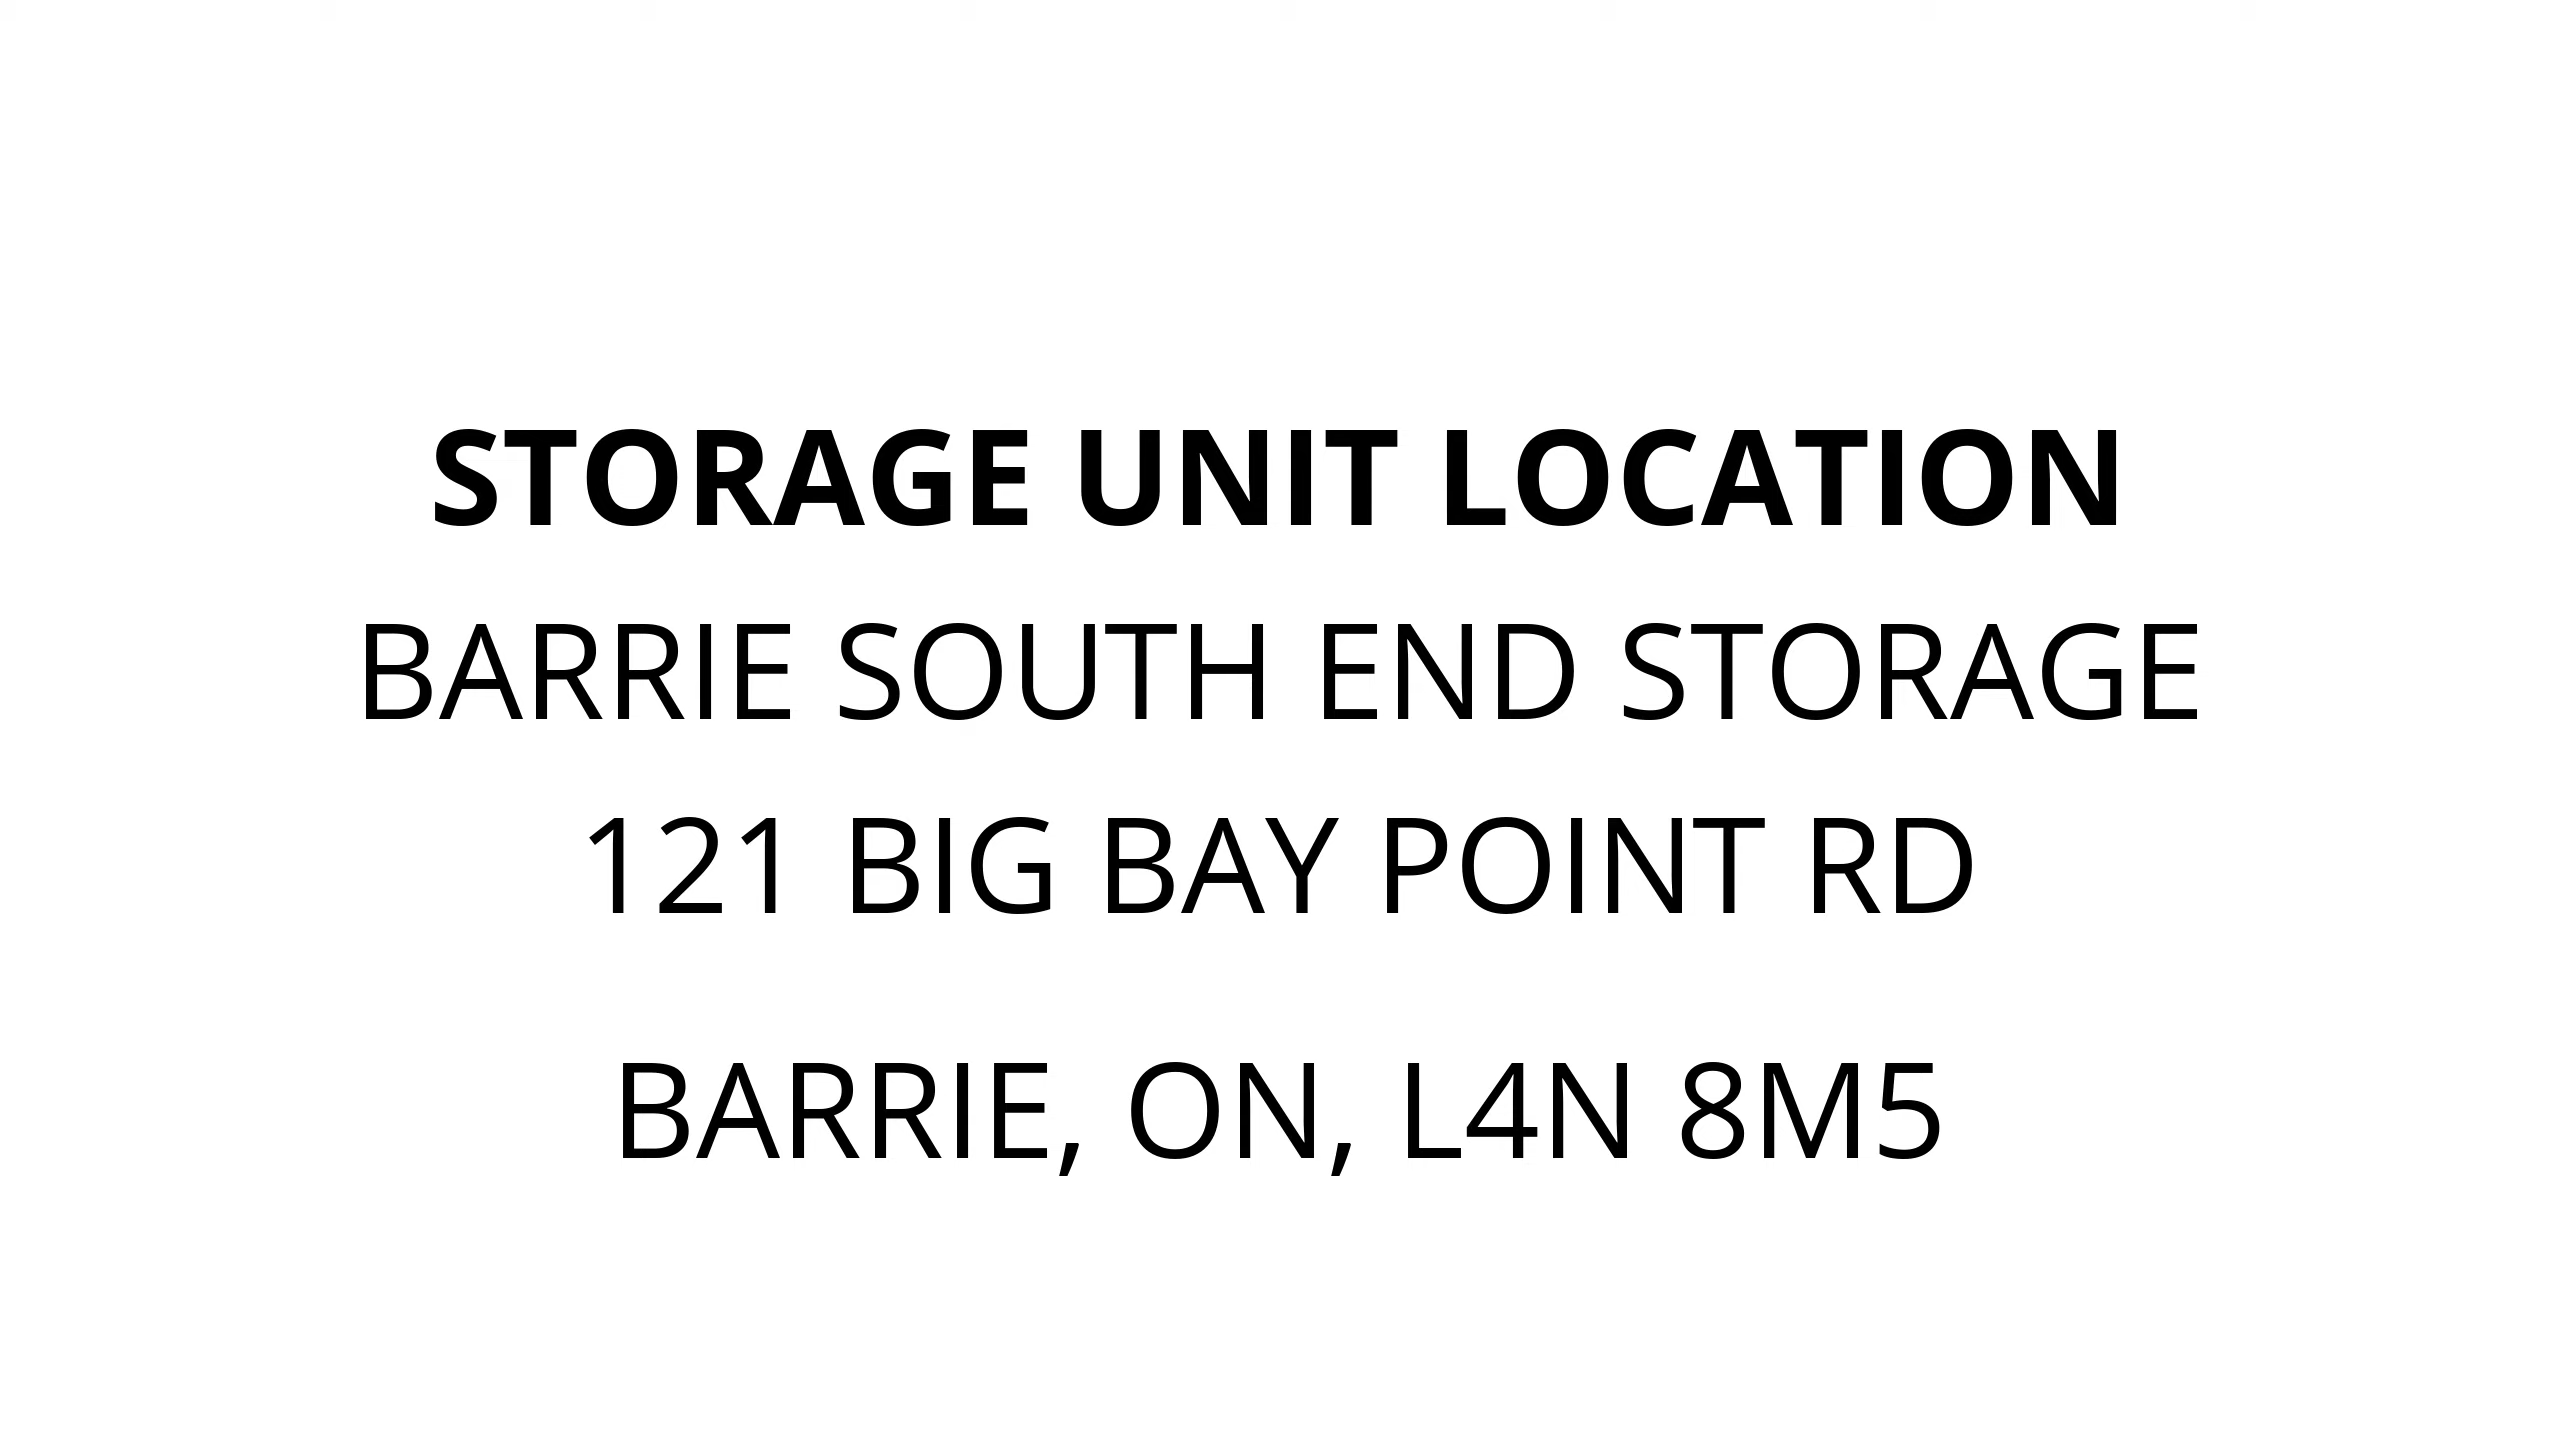 STORAGE UNIT LOCATION
BARRIE SOUTH END STORAGE
121 BIG BAY POINT RD
BARRIE, ON, L4N 8M5